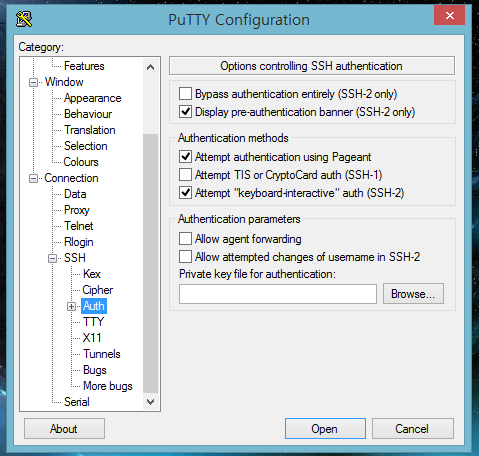 PuTTY Configuration
Category:
Features
Window
Appearance
Behaviour
Translation
Selection
Colours
Connection
Data
Proxy
Telnet
Rlogin
SSH
Kex
Cipher
Auth
TTY
X11
Tunnels
Bugs
More bugs
Serial
Options controlling SSH authentication
Bypass authentication entirely (SSH-2 only)
Display pre-authentication banner (SSH-2 only)
Authentication methods
Attempt authentication using Pageant
Attempt TIS or CryptoCard auth (SSH-1)
Attempt "keyboard-interactive" auth (SSH-2)
Authentication parameters
Allow agent forwarding
Allow attempted changes of username in SSH-2
Private key file for authentication:
Browse...
About
Open
Cancel